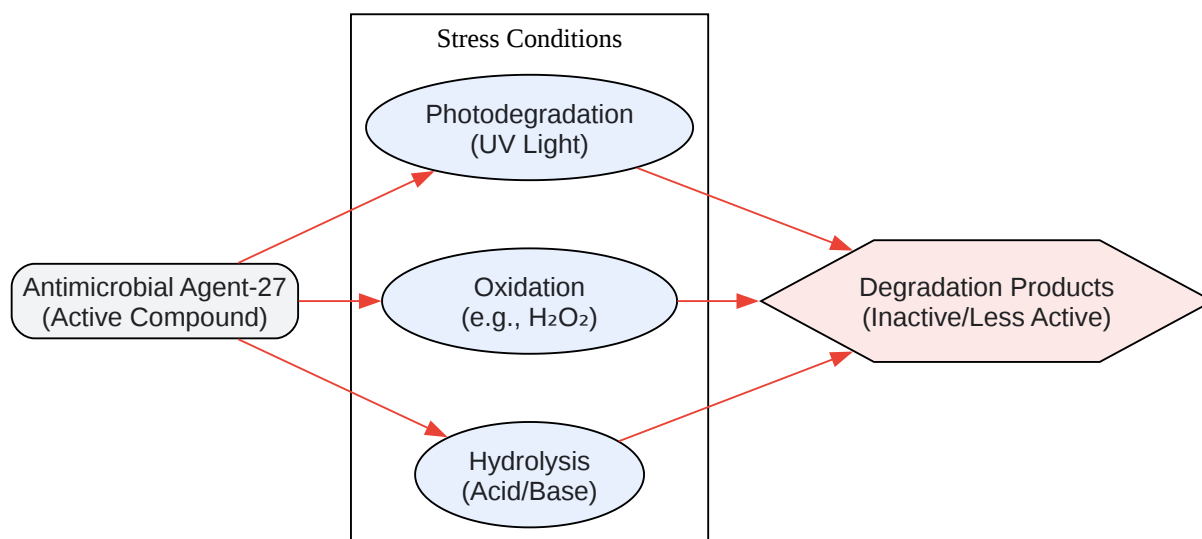 Stress Conditions
Photodegradation
(UV Light)
Antimicrobial Agent-27
(Active Compound)
Oxidation
(e.g., H₂O₂)
Degradation Products
(Inactive/Less Active)
Hydrolysis
(Acid/Base)